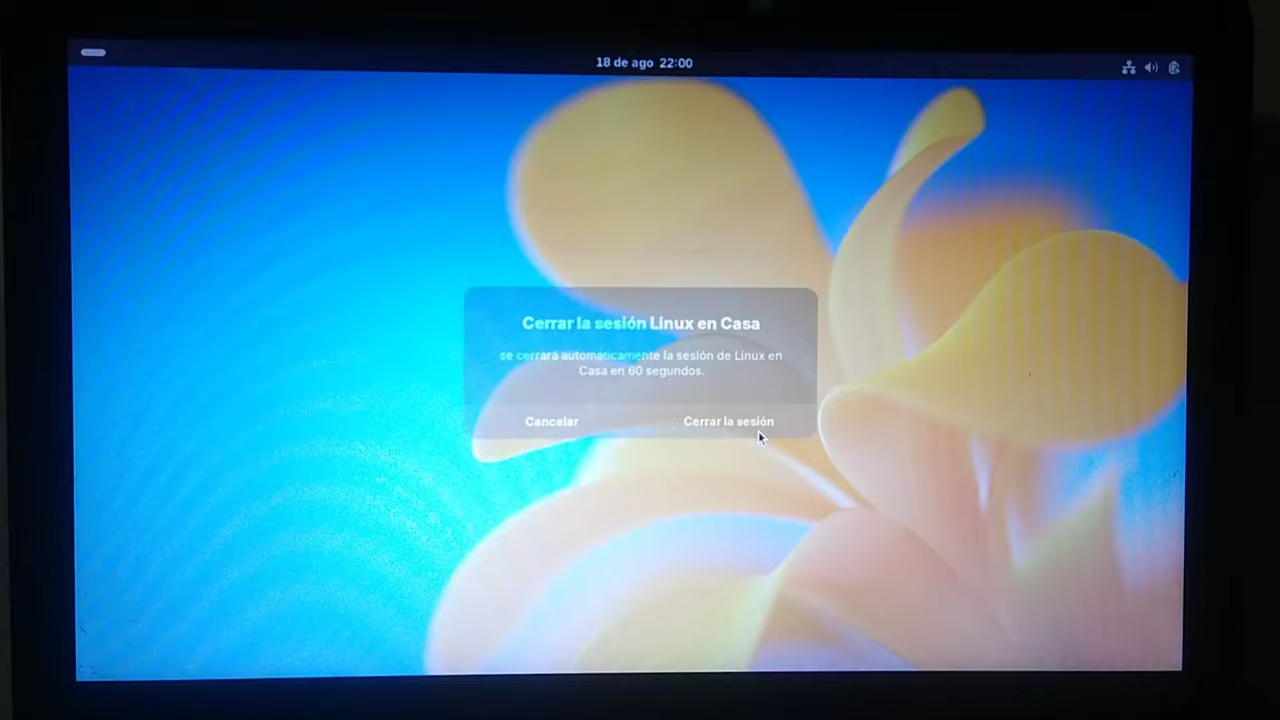 18 de ago 22:00
Cerrar la sesión Linux en Casa
se cerrará automáticamente la sesión de Linux en
Casa en 60 segundos.
Cancelar
Cerrar la sesión